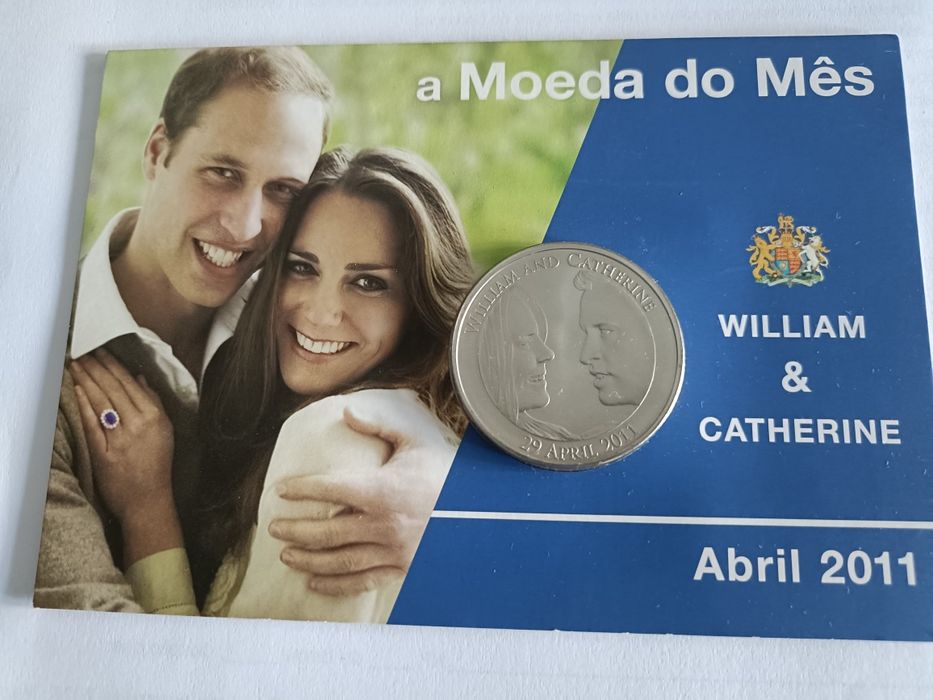 a Moeda do Mês
WILLIAM AND CATHERINE
29 APRIL 2011
WILLIAM
&
CATHERINE
Abril 2011